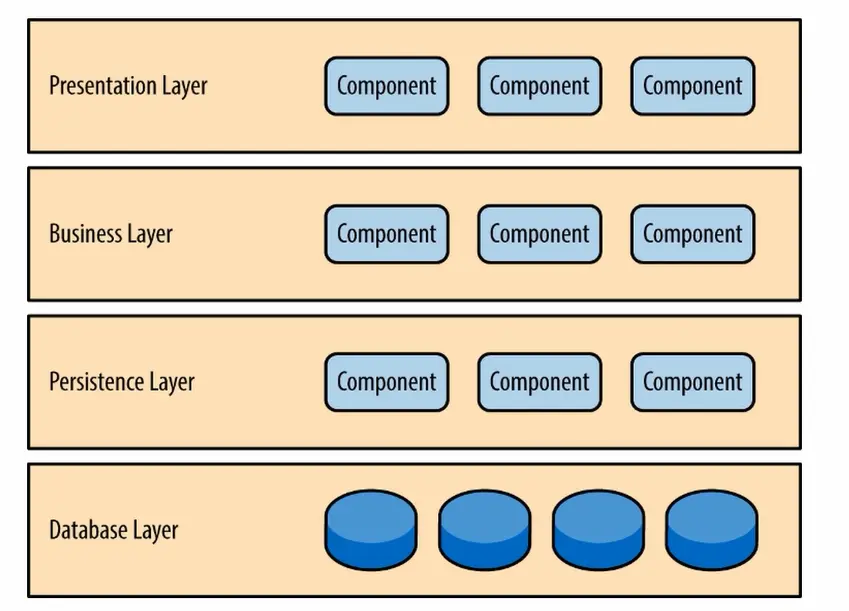 Presentation Layer
Component
Component
Component
Business Layer
Component
Component
Component
Persistence Layer
Component
Component
Component
Database Layer